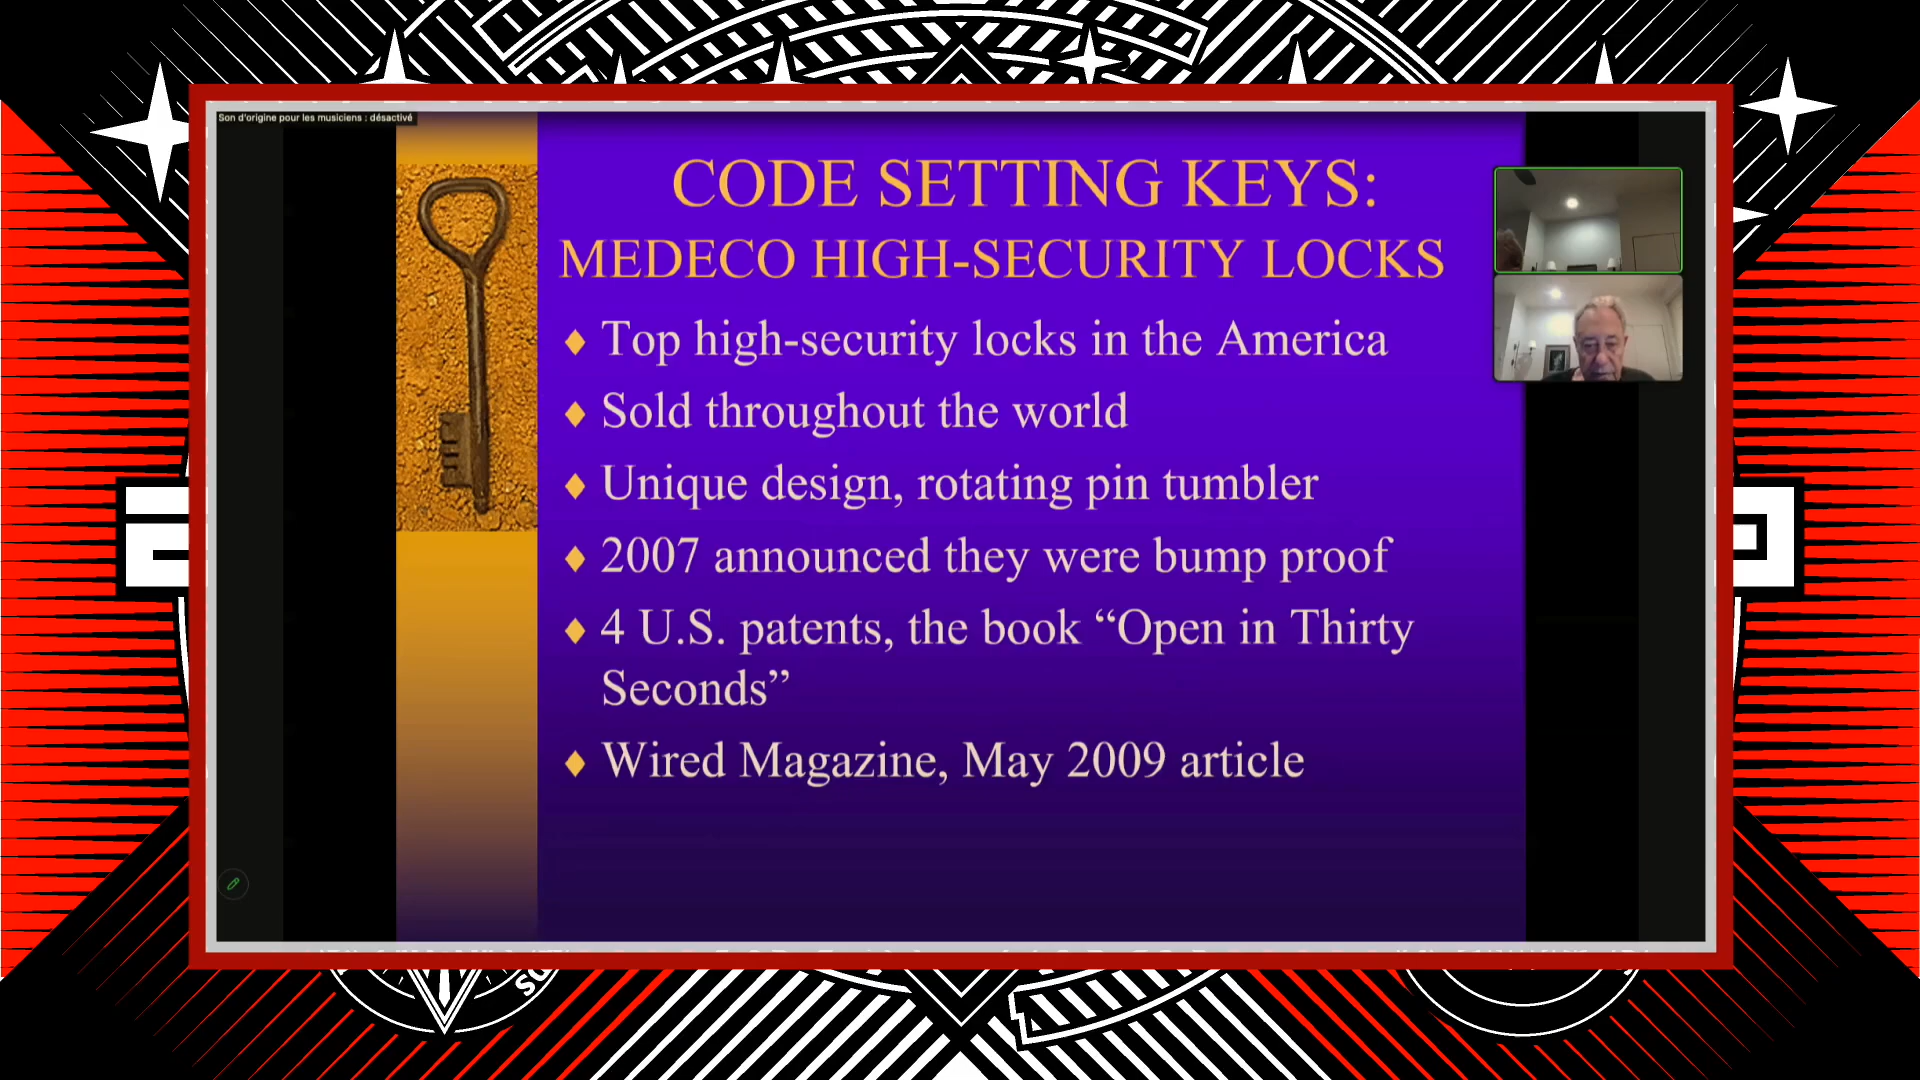 Son d'origine pour les musiciens : désactivé
CODE SETTING KEYS:
MEDECO HIGH-SECURITY LOCKS
Top high-security locks in the America
Sold throughout the world
Unique design, rotating pin tumbler
2007 announced they were bump proof
4 U.S. patents, the book “Open in Thirty
Seconds”
Wired Magazine, May 2009 article